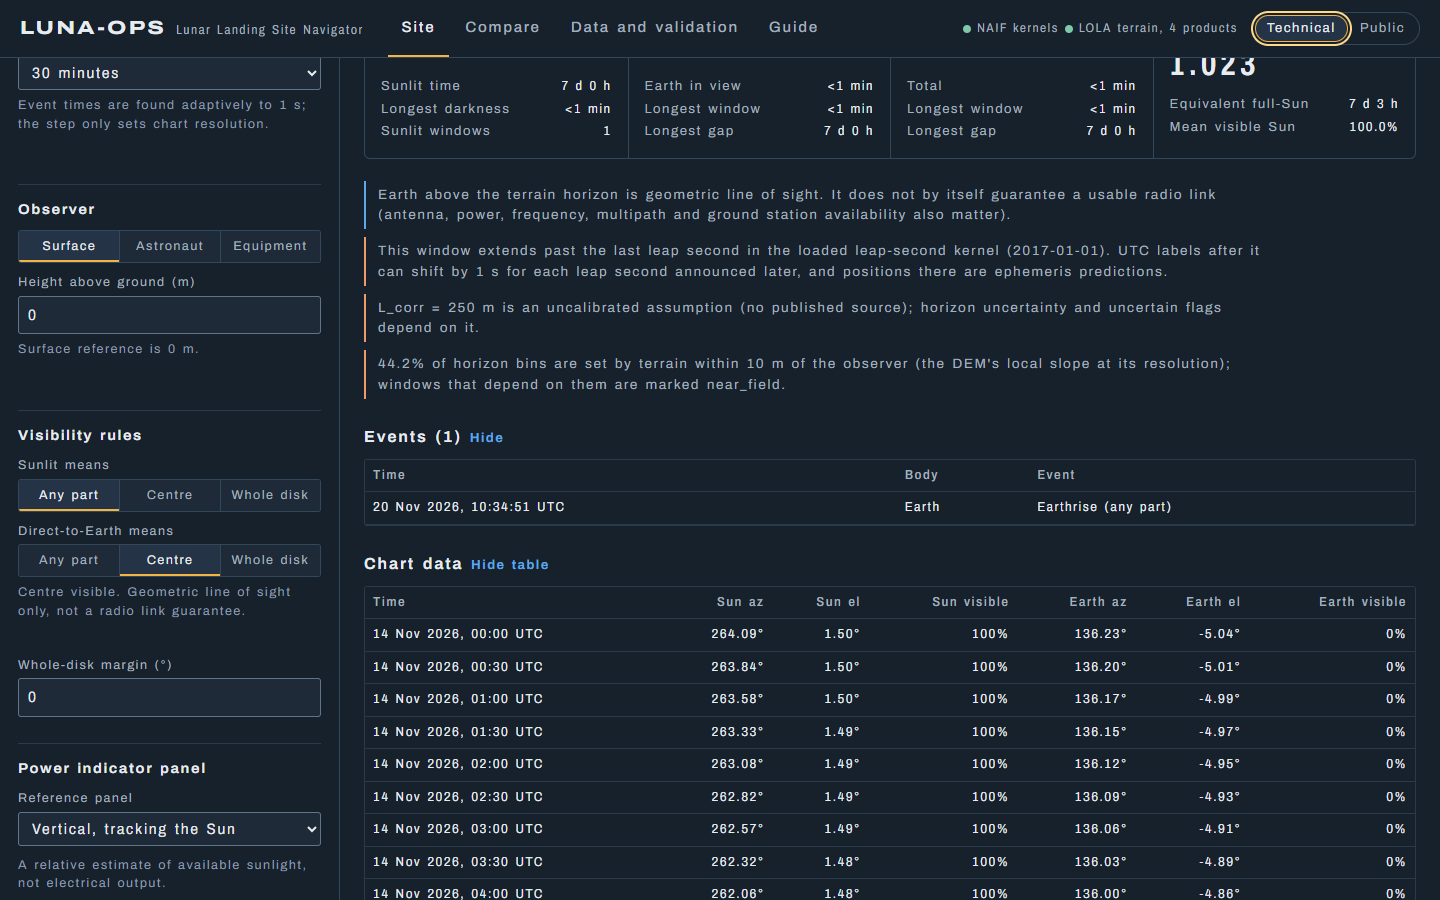 LUNA-OPS Lunar Landing Site Navigator Site Compare Data and validation Guide NAIF kernels LOLA terrain, 4 products Technical Public
30 minutes
Event times are found adaptively to 1 s;
the step only sets chart resolution.
Observer
Surface Astronaut Equipment
Height above ground (m)
0
Surface reference is 0 m.
Visibility rules
Sunlit means
Any part Centre Whole disk
Direct-to-Earth means
Any part Centre Whole disk
Centre visible. Geometric line of sight
only, not a radio link guarantee.
Whole-disk margin (°)
0
Power indicator panel
Reference panel
Vertical, tracking the Sun
A relative estimate of available sunlight,
not electrical output.
Sunlit time 7 d 0 h
Longest darkness <1 min
Sunlit windows 1
Earth in view <1 min
Longest window <1 min
Longest gap 7 d 0 h
Total <1 min
Longest window <1 min
Longest gap 7 d 0 h
1.023
Equivalent full-Sun 7 d 3 h
Mean visible Sun 100.0%
Earth above the terrain horizon is geometric line of sight. It does not by itself guarantee a usable radio link
(antenna, power, frequency, multipath and ground station availability also matter).
This window extends past the last leap second in the loaded leap-second kernel (2017-01-01). UTC labels after it
can shift by 1 s for each leap second announced later, and positions there are ephemeris predictions.
L_corr = 250 m is an uncalibrated assumption (no published source); horizon uncertainty and uncertain flags
depend on it.
44.2% of horizon bins are set by terrain within 10 m of the observer (the DEM's local slope at its resolution);
windows that depend on them are marked near_field.
Events (1) Hide
Time Body Event
20 Nov 2026, 10:34:51 UTC Earth Earthrise (any part)
Chart data Hide table
Time Sun az Sun el Sun visible Earth az Earth el Earth visible
14 Nov 2026, 00:00 UTC 264.09° 1.50° 100% 136.23° -5.04° 0%
14 Nov 2026, 00:30 UTC 263.84° 1.50° 100% 136.20° -5.01° 0%
14 Nov 2026, 01:00 UTC 263.58° 1.50° 100% 136.17° -4.99° 0%
14 Nov 2026, 01:30 UTC 263.33° 1.49° 100% 136.15° -4.97° 0%
14 Nov 2026, 02:00 UTC 263.08° 1.49° 100% 136.12° -4.95° 0%
14 Nov 2026, 02:30 UTC 262.82° 1.49° 100% 136.09° -4.93° 0%
14 Nov 2026, 03:00 UTC 262.57° 1.49° 100% 136.06° -4.91° 0%
14 Nov 2026, 03:30 UTC 262.32° 1.48° 100% 136.03° -4.89° 0%
14 Nov 2026, 04:00 UTC 262.06° 1.48° 100% 136.00° -4.86° 0%